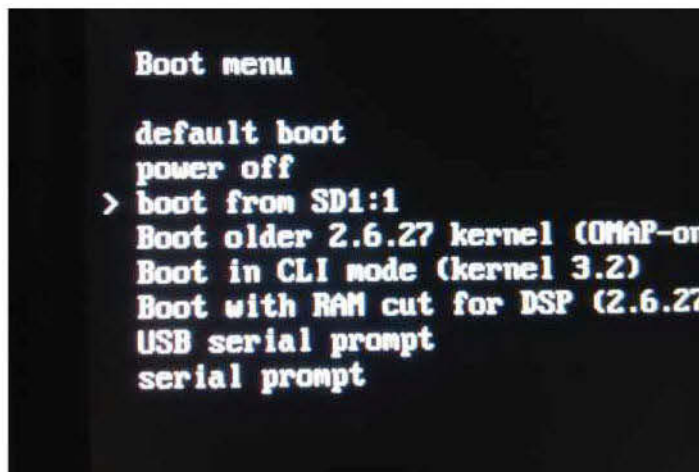 Boot menu
default boot
power off
> boot from SD1:1
Boot older 2.6.27 kernel (OMAP-on
Boot in CLI mode (kernel 3.2)
Boot with RAM cut for DSP (2.6.27
USB serial prompt
serial prompt